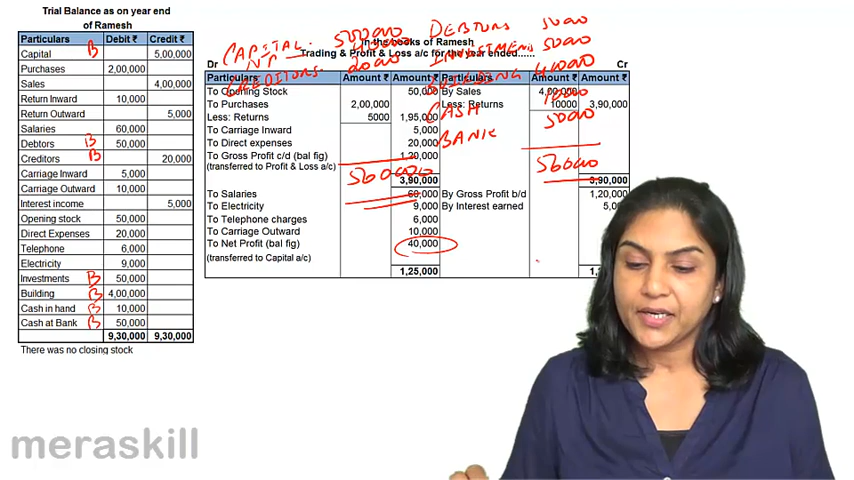 Trial Balance as on year end
of Ramesh
Particulars Debit ₹ Credit ₹
Capital B 5,00,000
Purchases 2,00,000
Sales 4,00,000
Return Inward 10,000
Return Outward 5,000
Salaries 60,000
Debtors B 50,000
Creditors B 20,000
Carriage Inward 5,000
Carriage Outward 10,000
Interest income 5,000
Opening stock 50,000
Direct Expenses 20,000
Telephone 6,000
Electricity 9,000
Investments B 50,000
Building B 4,00,000
Cash in hand B 10,000
Cash at Bank B 50,000
9,30,000 9,30,000
There was no closing stock
CAPITAL DEBTORS
NP INVESTMENTS
CREDITORS BUILDING
CASH
BANK
560000 560000
In the books of Ramesh
Trading & Profit & Loss a/c for the year ended.....
Dr Cr
Particulars Amount ₹ Amount ₹ Particulars Amount ₹ Amount ₹
To Opening Stock 50,000 By Sales 4,00,000
To Purchases 2,00,000 Less: Returns 10000 3,90,000
Less: Returns 5000 1,95,000
To Carriage Inward 5,000
To Direct expenses 20,000
To Gross Profit c/d (bal fig) 1,20,000
(transferred to Profit & Loss a/c)
3,90,000 3,90,000
To Salaries 60,000 By Gross Profit b/d 1,20,000
To Electricity 9,000 By Interest earned
To Telephone charges 6,000
To Carriage Outward 10,000
To Net Profit (bal fig) 40,000
(transferred to Capital a/c)
1,25,000
meraskill